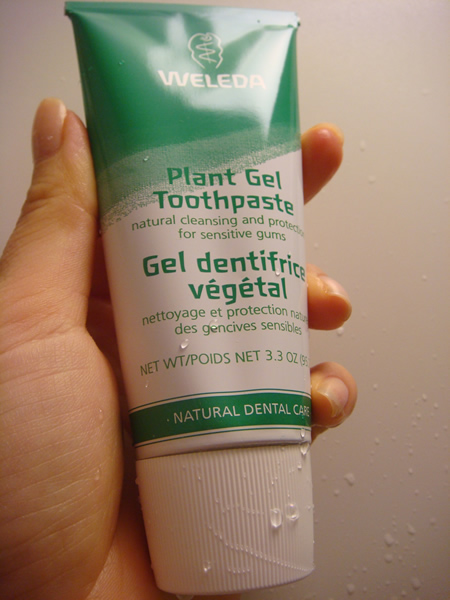 WELEDA
Plant Gel
Toothpaste
natural cleansing and
for sensitive gums
Gel dentifrice
végétal
nettoyage et protection
des gencives sensibles
NET WT/POIDS NET 3.3 OZ
· NATURAL DENTAL CARE